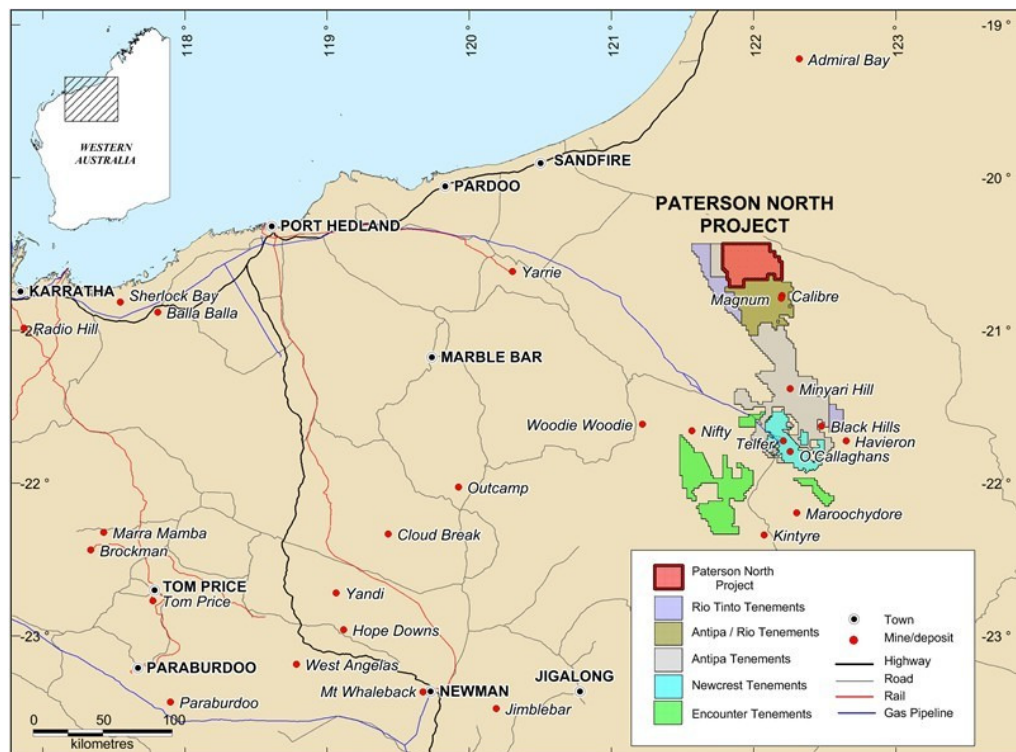 118
119
120
121
122
123
-19
Admiral Bay
WESTERN
AUSTRALIA
SANDFIRE
-20
PARDOO
PATERSON NORTH
PROJECT
PORT HEDLAND
Yarrie
KARRATHA
Sherlock Bay
Balla Balla
Magnum
Calibre
Radio Hill
-21
MARBLE BAR
Minyari Hill
Woodie Woodie
Nifty
Black Hills
Telfer
Havieron
O'Callaghans
-22
Outcamp
Maroochydore
Marra Mamba
Cloud Break
Kintyre
Brockman
TOM PRICE
Tom Price
Yandi
Hope Downs
-23
-23
PARABURDOO
West Angelas
JIGALONG
Mt Whaleback
NEWMAN
Paraburdoo
Jimblebar
0 50 100
kilometres
Paterson North
Project
Rio Tinto Tenements
Antipa / Rio Tenements
Antipa Tenements
Newcrest Tenements
Encounter Tenements
Town
Mine/deposit
Highway
Road
Rail
Gas Pipeline